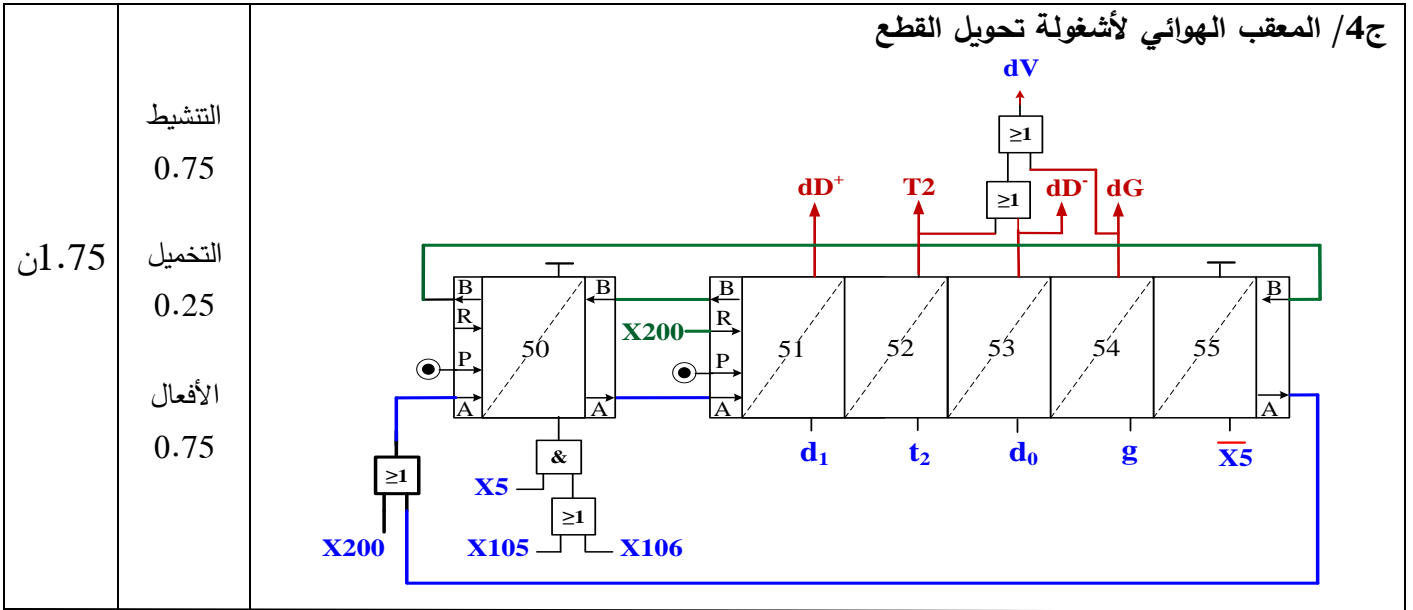 ج4/ المعقب الهوائي لأشغولة تحويل القطع
1.75ن
التنشيط
0.75
التخميل
0.25
الأفعال
0.75
dV
≥1
≥1
dD⁺ T2 dD⁻ dG
B B B B
R R
X200
50 51 52 53 54 55
P P
A A A A
d₁ t₂ d₀ g X̅5̅
&
≥1
X5
≥1
X200 X105 X106